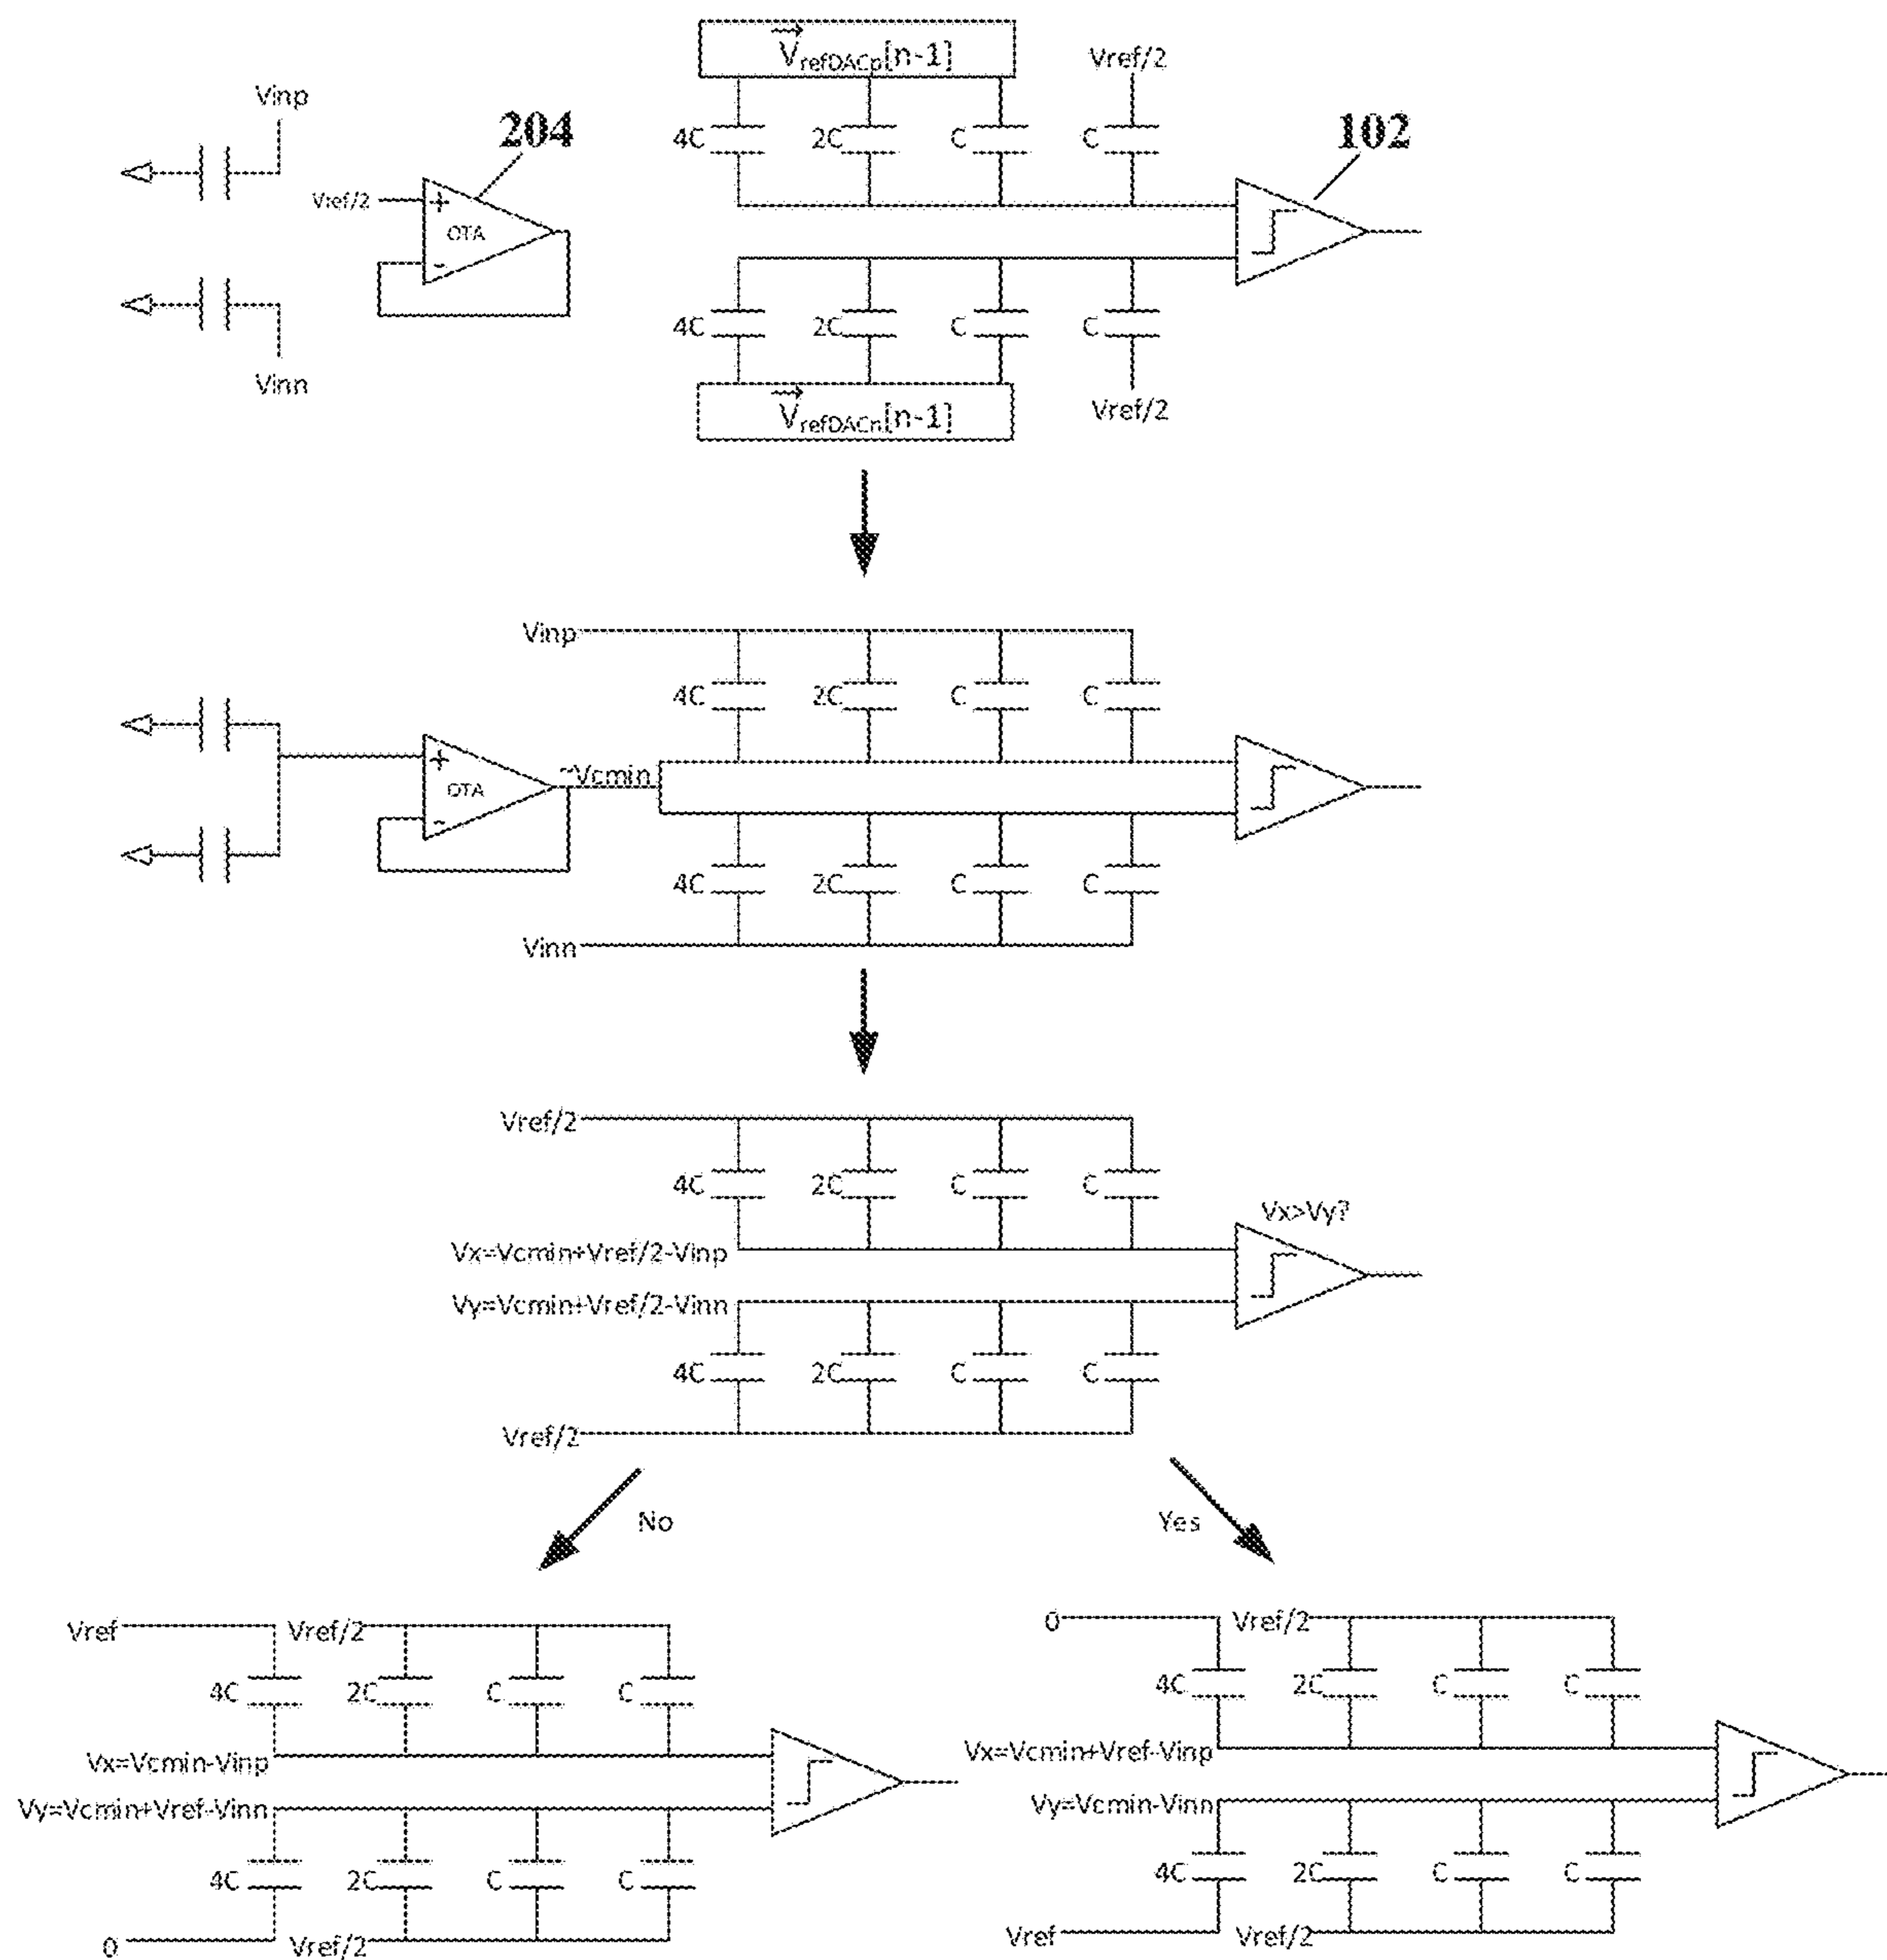 V⃗refDACp[n-1]
Vref/2
Vinp
204
102
4C 2C C C
Vref/2
+
OTA
-
4C 2C C C
Vinn
V⃗refDACn[n-1]
Vref/2
Vinp
4C 2C C C
+
OTA
-
~Vcmin
4C 2C C C
Vinn
Vref/2
4C 2C C C
Vx>Vy?
Vx=Vcmin+Vref/2-Vinp
Vy=Vcmin+Vref/2-Vinn
4C 2C C C
Vref/2
No
Yes
Vref Vref/2
4C 2C C C
Vx=Vcmin-Vinp
Vy=Vcmin+Vref-Vinn
4C 2C C C
0 Vref/2
0 Vref/2
4C 2C C C
Vx=Vcmin+Vref-Vinp
Vy=Vcmin-Vinn
4C 2C C C
Vref Vref/2